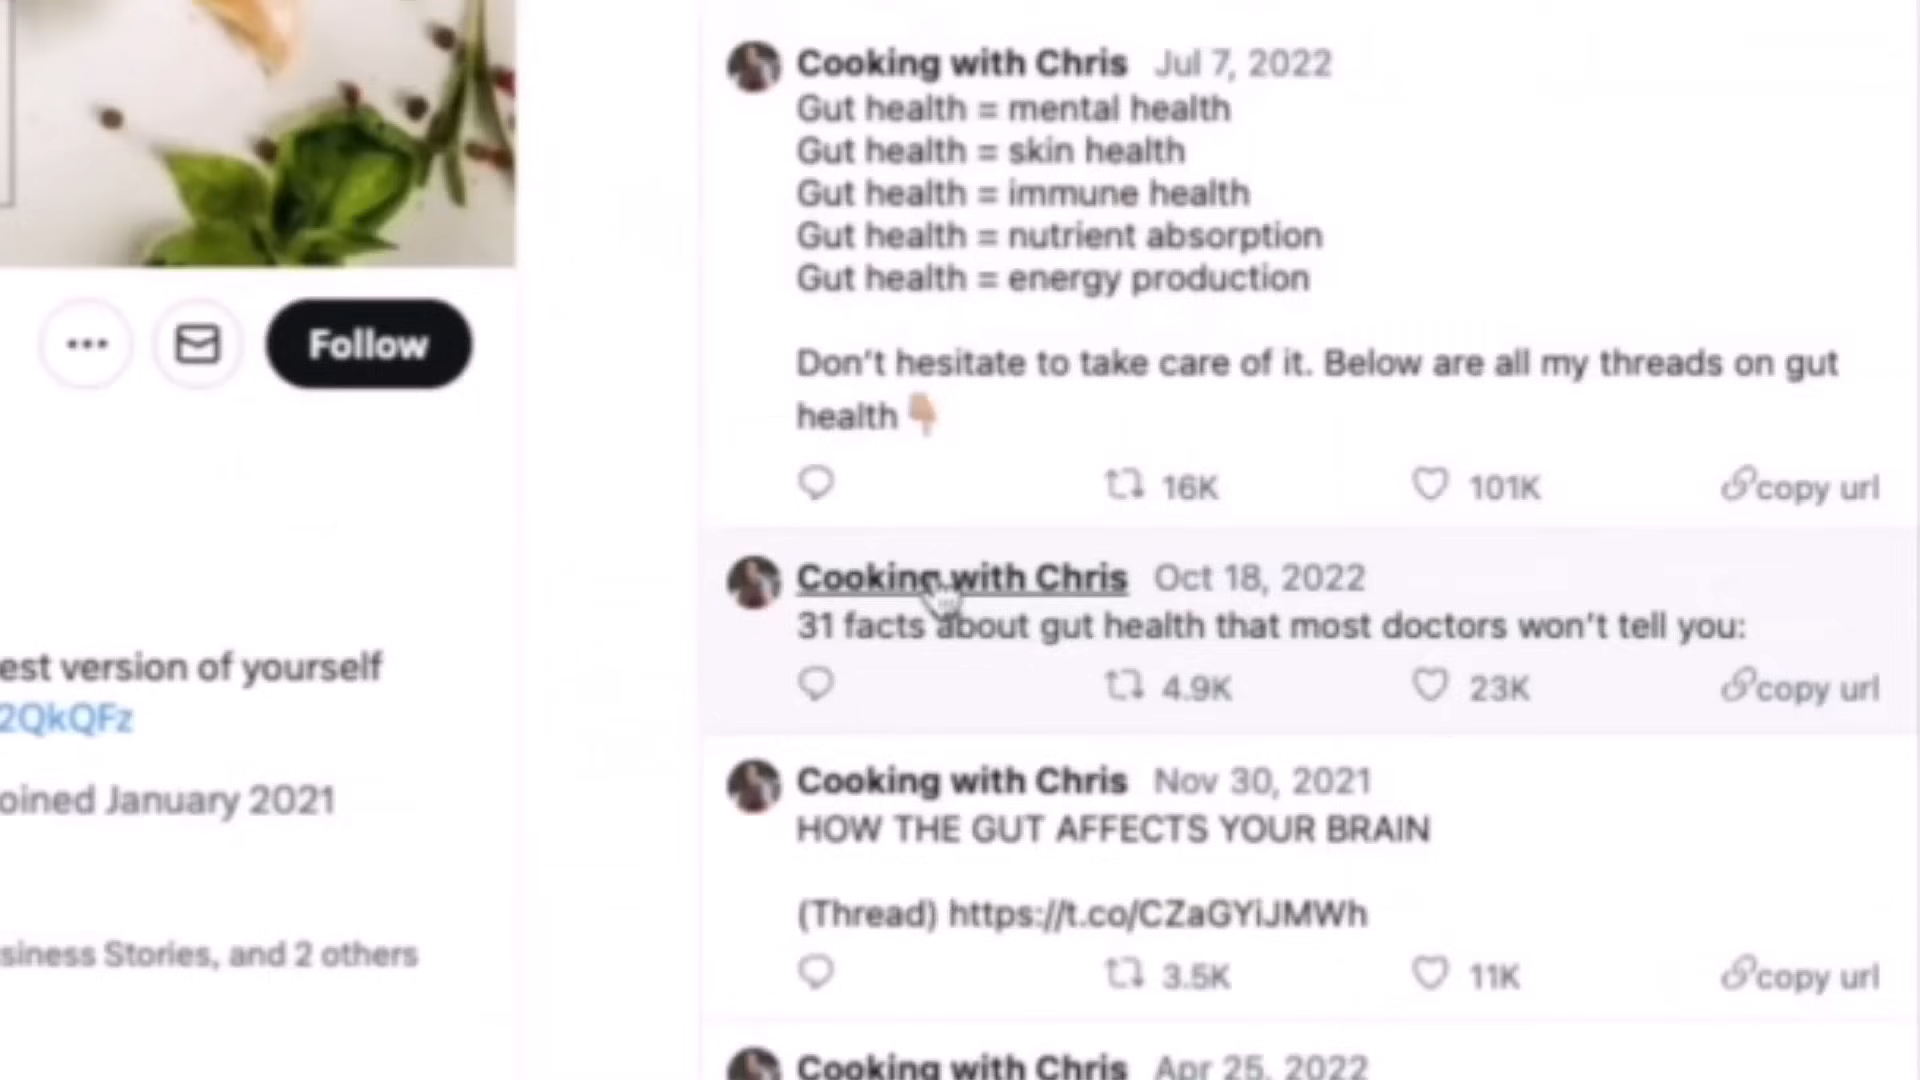 Follow
est version of yourself
2QkQFz
oined January 2021
siness Stories, and 2 others
Cooking with Chris Jul 7, 2022
Gut health = mental health
Gut health = skin health
Gut health = immune health
Gut health = nutrient absorption
Gut health = energy production
Don't hesitate to take care of it. Below are all my threads on gut
health👇🏼
16K 101K copy url
Cooking with Chris Oct 18, 2022
31 facts about gut health that most doctors won't tell you:
4.9K 23K copy url
Cooking with Chris Nov 30, 2021
HOW THE GUT AFFECTS YOUR BRAIN
(Thread) https://t.co/CZaGYiJMWh
3.5K 11K copy url
Cooking with Chris Apr 25, 2022